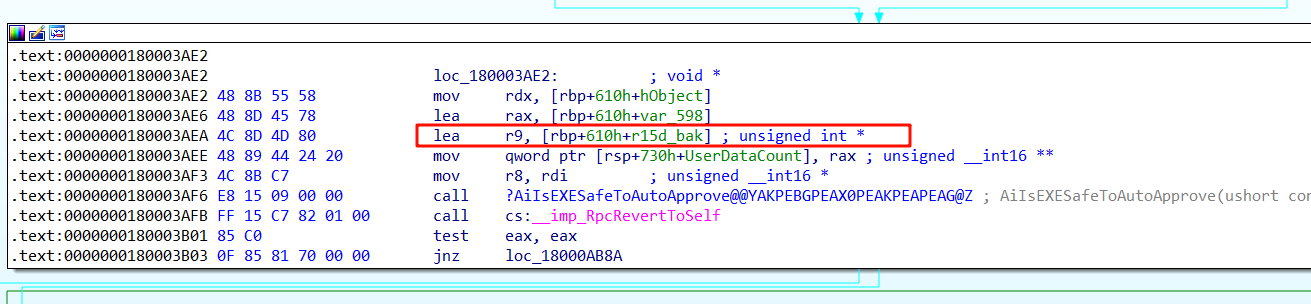 .text:0000000180003AE2
.text:0000000180003AE2 loc_180003AE2: ; void *
.text:0000000180003AE2 48 8B 55 58 mov rdx, [rbp+610h+hObject]
.text:0000000180003AE6 48 8D 45 78 lea rax, [rbp+610h+var_598]
.text:0000000180003AEA 4C 8D 4D 80 lea r9, [rbp+610h+r15d_bak] ; unsigned int *
.text:0000000180003AEE 48 89 44 24 20 mov qword ptr [rsp+730h+UserDataCount], rax ; unsigned __int16 **
.text:0000000180003AF3 4C 8B C7 mov r8, rdi ; unsigned __int16 *
.text:0000000180003AF6 E8 15 09 00 00 call ?AiIsEXESafeToAutoApprove@@YAKPEBGPEAX0PEAKPEAPEAG@Z ; AiIsEXESafeToAutoApprove(ushort con
.text:0000000180003AFB FF 15 C7 82 01 00 call cs:__imp_RpcRevertToSelf
.text:0000000180003B01 85 C0 test eax, eax
.text:0000000180003B03 0F 85 81 70 00 00 jnz loc_18000AB8A